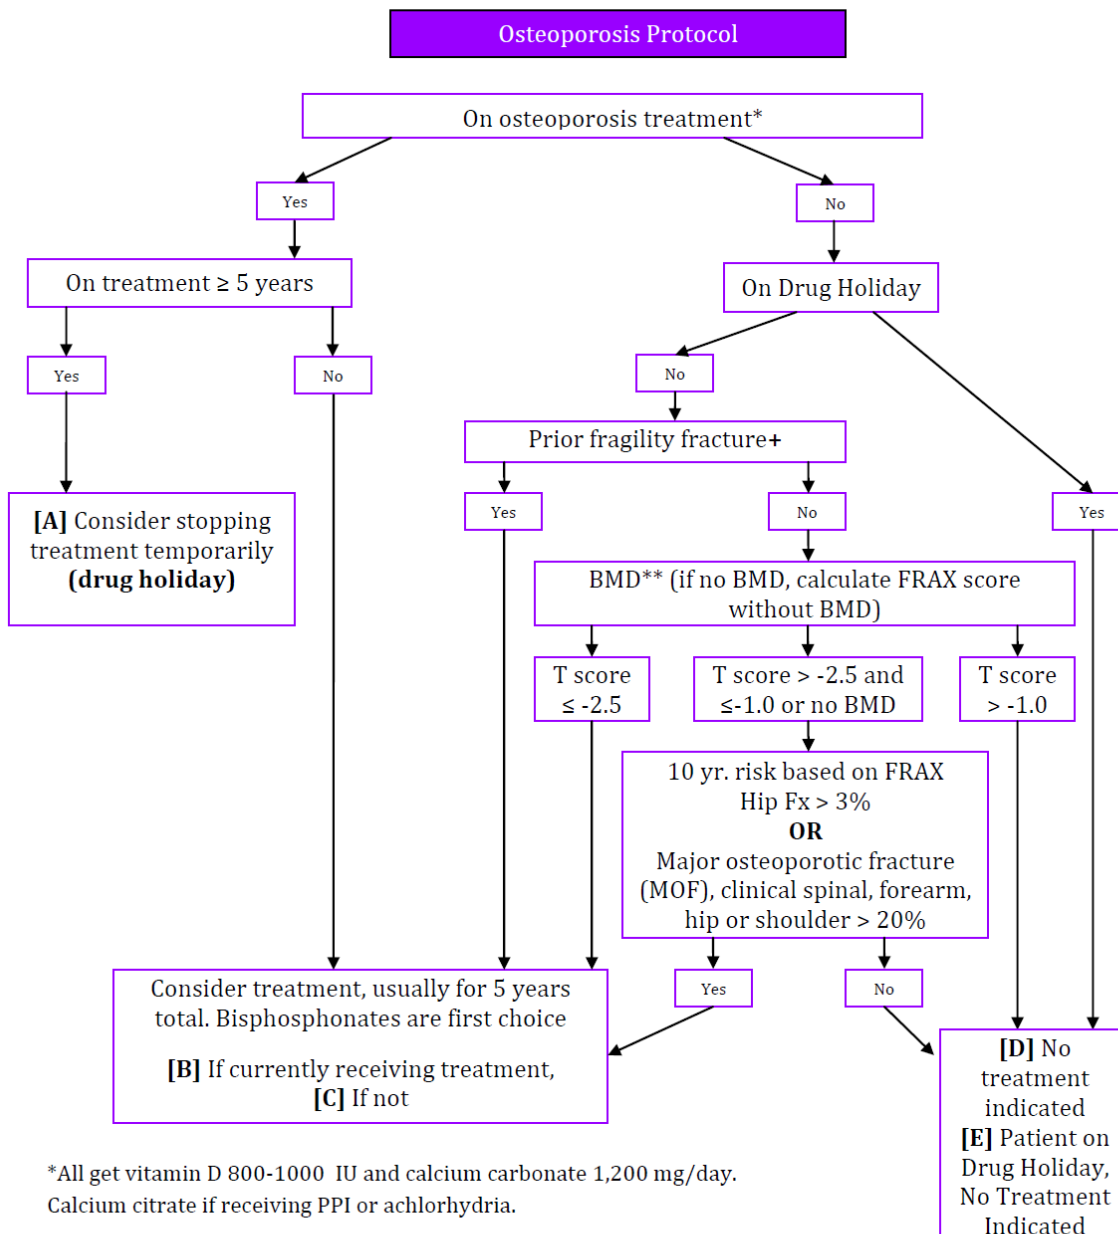 Osteoporosis Protocol
On osteoporosis treatment*
Yes
No
On treatment ≥ 5 years
On Drug Holiday
Yes
No
No
Prior fragility fracture+
Yes
No
Yes
[A] Consider stopping
treatment temporarily
(drug holiday)
BMD** (if no BMD, calculate FRAX score
without BMD)
T score
≤ -2.5
T score > -2.5 and
≤-1.0 or no BMD
T score
> -1.0
10 yr. risk based on FRAX
Hip Fx > 3%
OR
Major osteoporotic fracture
(MOF), clinical spinal, forearm,
hip or shoulder > 20%
Yes
No
Consider treatment, usually for 5 years
total. Bisphosphonates are first choice
[B] If currently receiving treatment,
[C] If not
[D] No
treatment
indicated
[E] Patient on
Drug Holiday,
No Treatment
Indicated
*All get vitamin D 800-1000 IU and calcium carbonate 1,200 mg/day.
Calcium citrate if receiving PPI or achlorhydria.